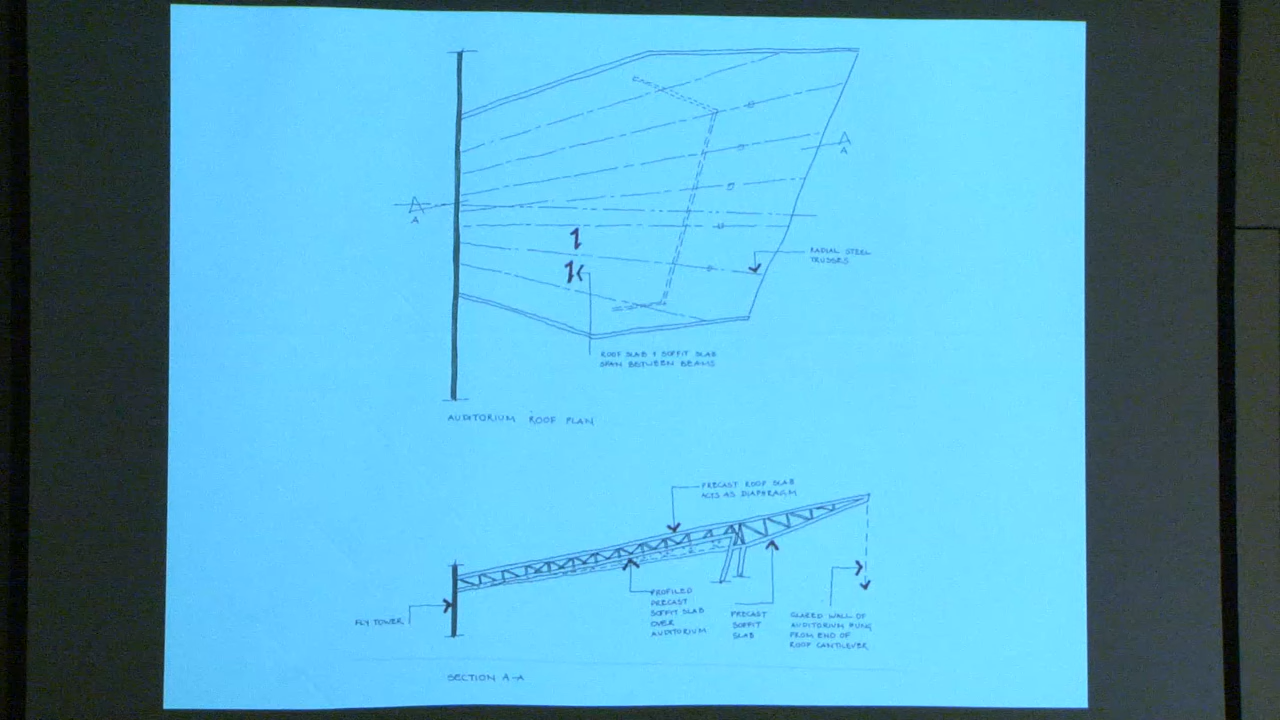 A
A
RADIAL STEEL
TRUSSES
ROOF SLAB & SOFFIT SLAB
SPAN BETWEEN BEAMS
AUDITORIUM ROOF PLAN
PRECAST ROOF SLAB
ACTS AS DIAPHRAGM
FLY TOWER
PROFILED
PRECAST
SOFFIT SLAB
OVER
AUDITORIUM
PRECAST
SOFFIT
SLAB
GLAZED WALL OF
AUDITORIUM HUNG
FROM END OF
ROOF CANTILEVER
SECTION A-A